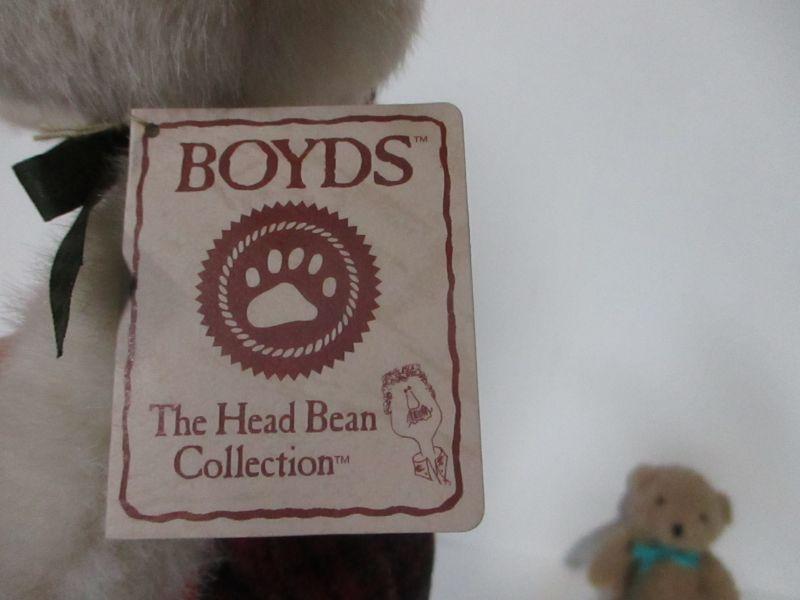 BOYDS™
The Head Bean
Collection™